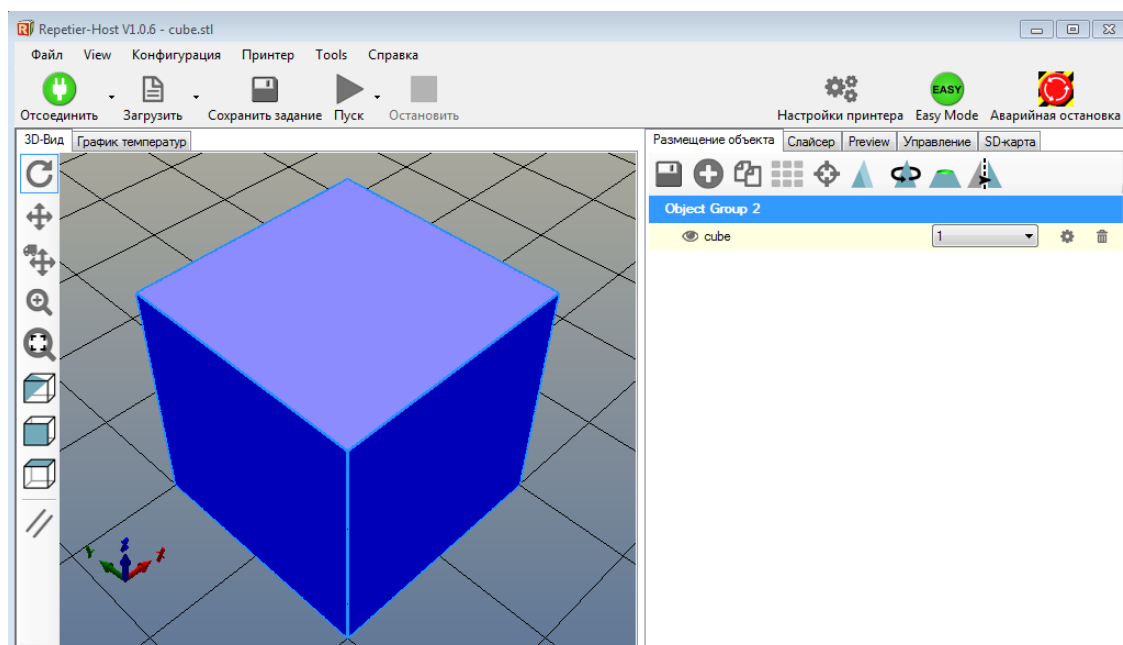 Repetier-Host V1.0.6 - cube.stl
Файл View Конфигурация Принтер Tools Справка
EASY
Отсоединить Загрузить Сохранить задание Пуск Остановить Настройки принтера Easy Mode Аварийная остановка
3D-Вид График температур Размещение объекта Слайсер Preview Управление SD-карта
Object Group 2
cube 1
Y Z X